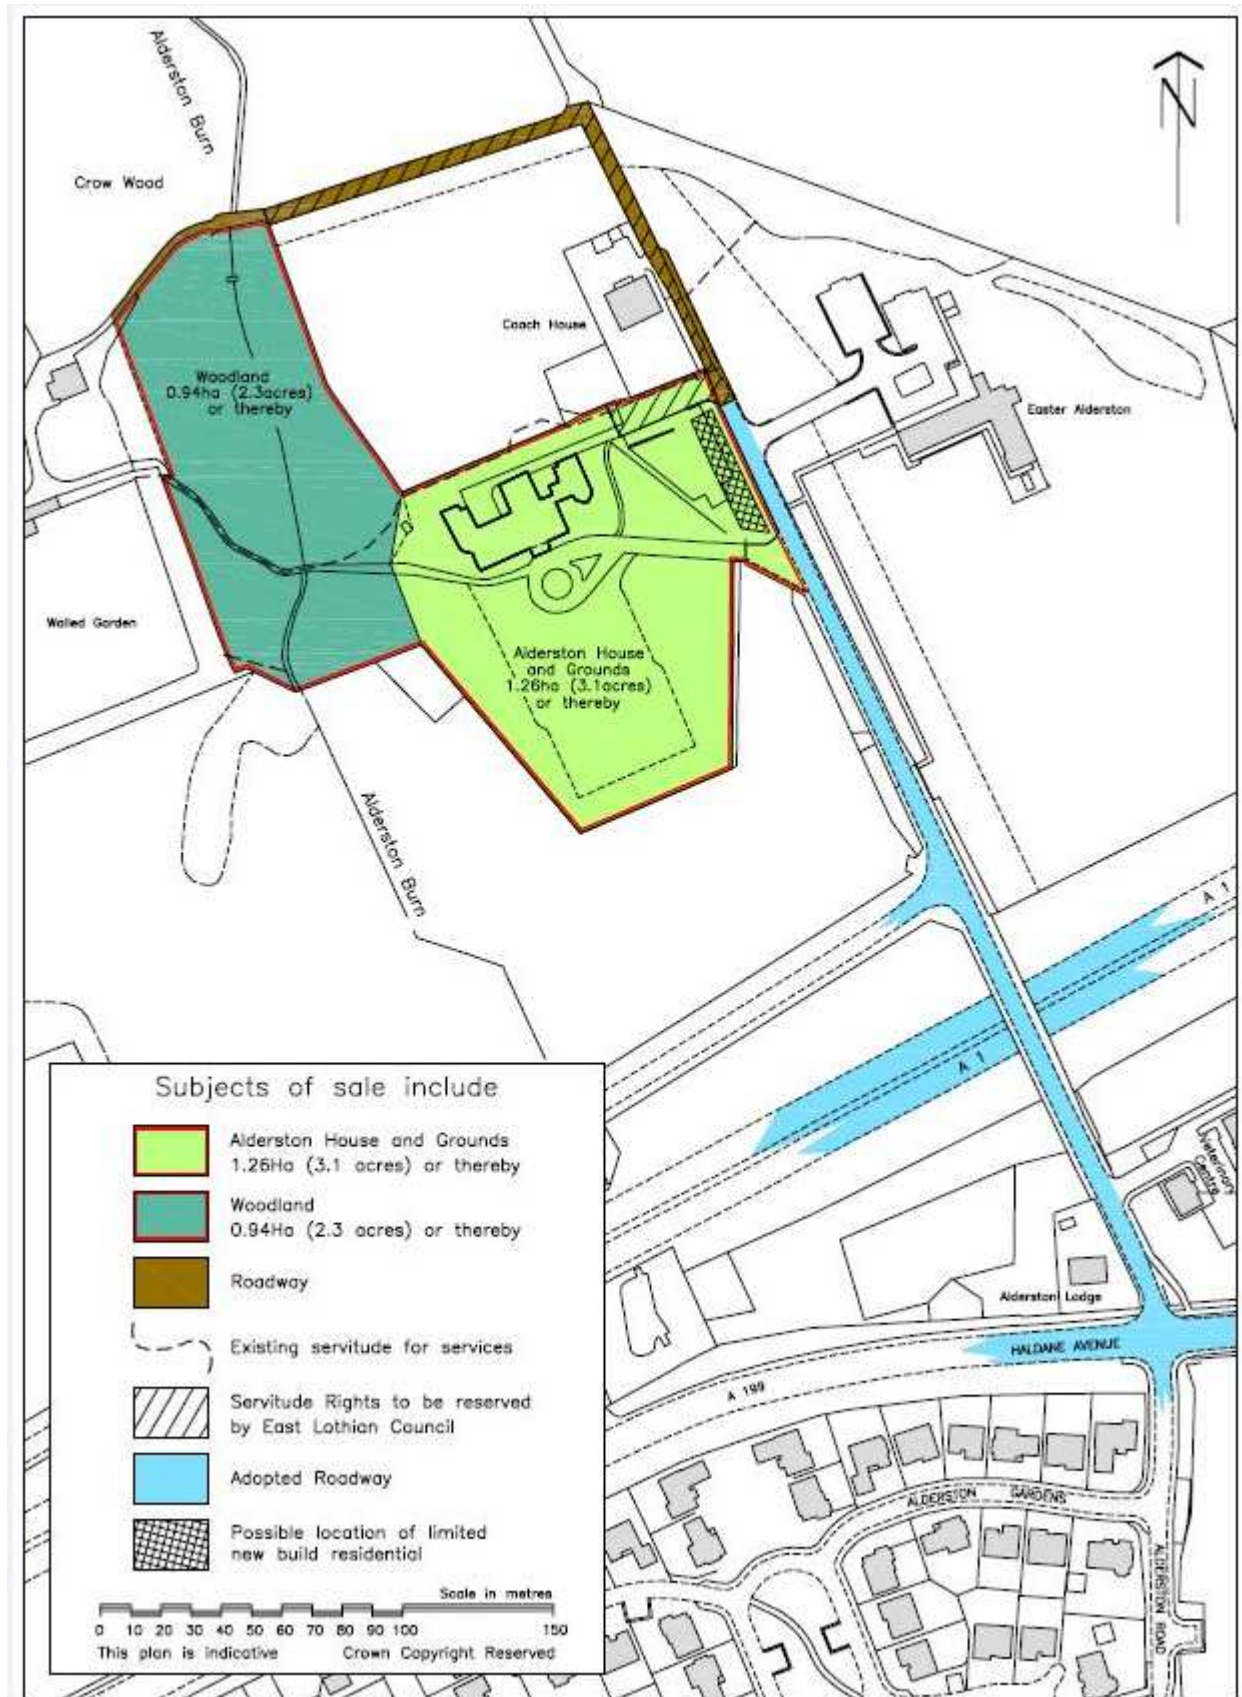 Alderston Burn
N
Crow Wood
Coach House
Woodland
0.94ha (2.3acres)
or thereby
Easter Alderston
Walled Garden
Alderston House
and Grounds
1.26ha (3.1acres)
or thereby
Alderston Burn
A 1
A 1
Subjects of sale include
Alderston House and Grounds
1.26Ha (3.1 acres) or thereby
Woodland
0.94Ha (2.3 acres) or thereby
Roadway
Existing servitude for services
Servitude Rights to be reserved
by East Lothian Council
Adopted Roadway
Possible location of limited
new build residential
Scale in metres
0 10 20 30 40 50 60 70 80 90 100 150
This plan is indicative Crown Copyright Reserved
Veterinary
Centre
Alderston Lodge
HALDANE AVENUE
A 199
ALDERSTON GARDENS
ALDERSTON ROAD